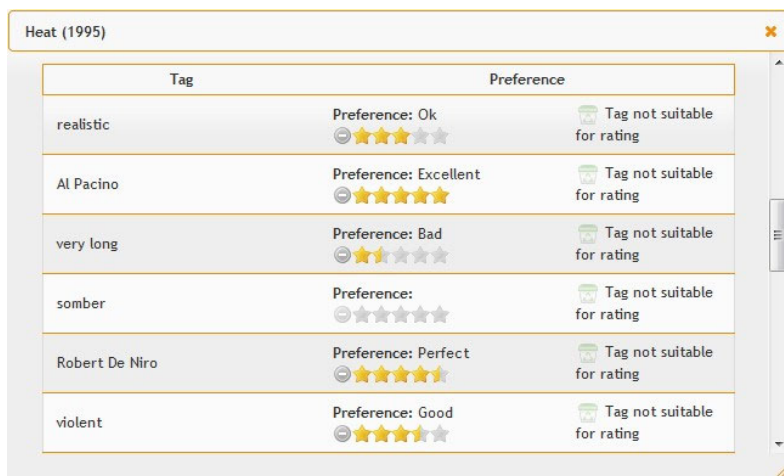 Heat (1995)
Tag Preference
realistic Preference: Ok Tag not suitable
for rating
Al Pacino Preference: Excellent Tag not suitable
for rating
very long Preference: Bad Tag not suitable
for rating
somber Preference: Tag not suitable
for rating
Robert De Niro Preference: Perfect Tag not suitable
for rating
violent Preference: Good Tag not suitable
for rating